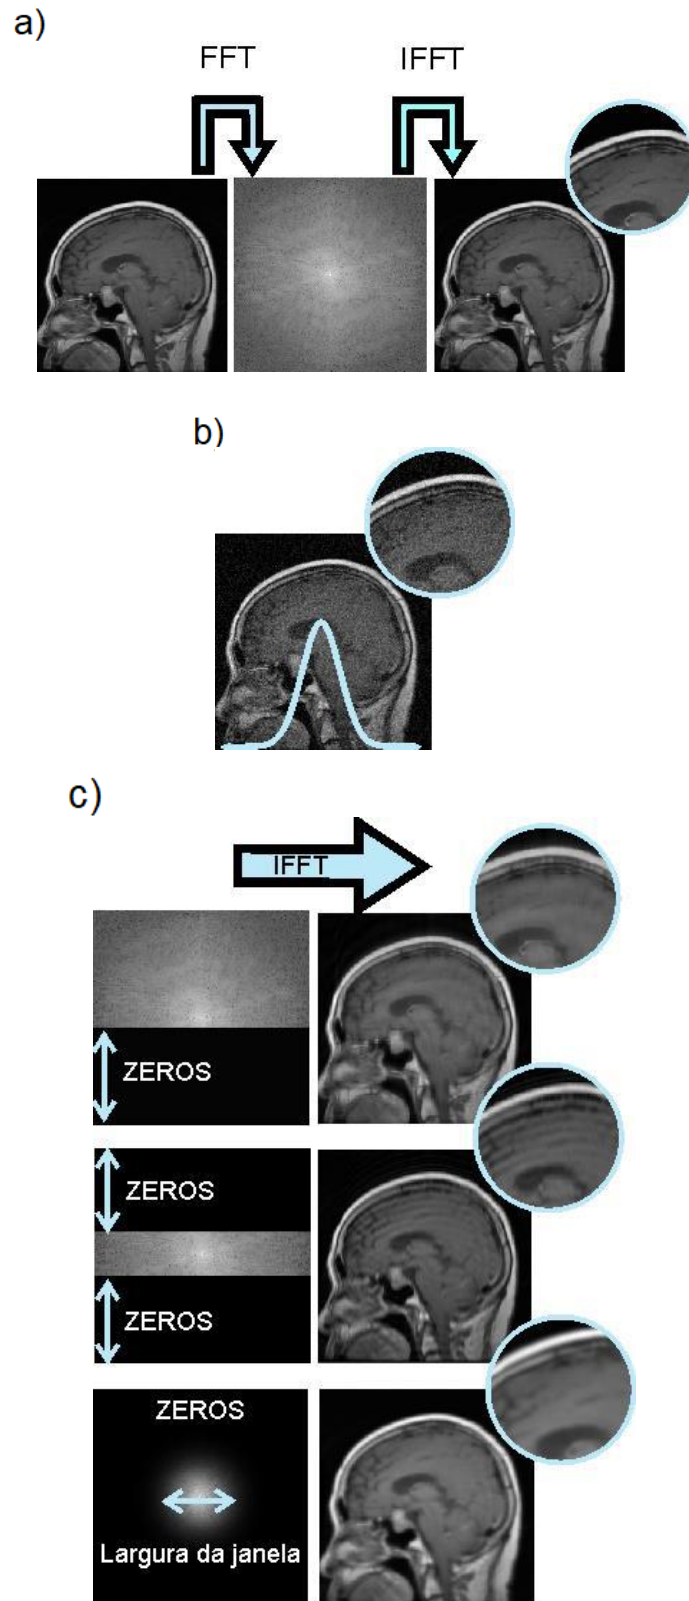 a)
FFT
IFFT
b)
c)
IFFT
ZEROS
ZEROS
ZEROS
ZEROS
Largura da janela